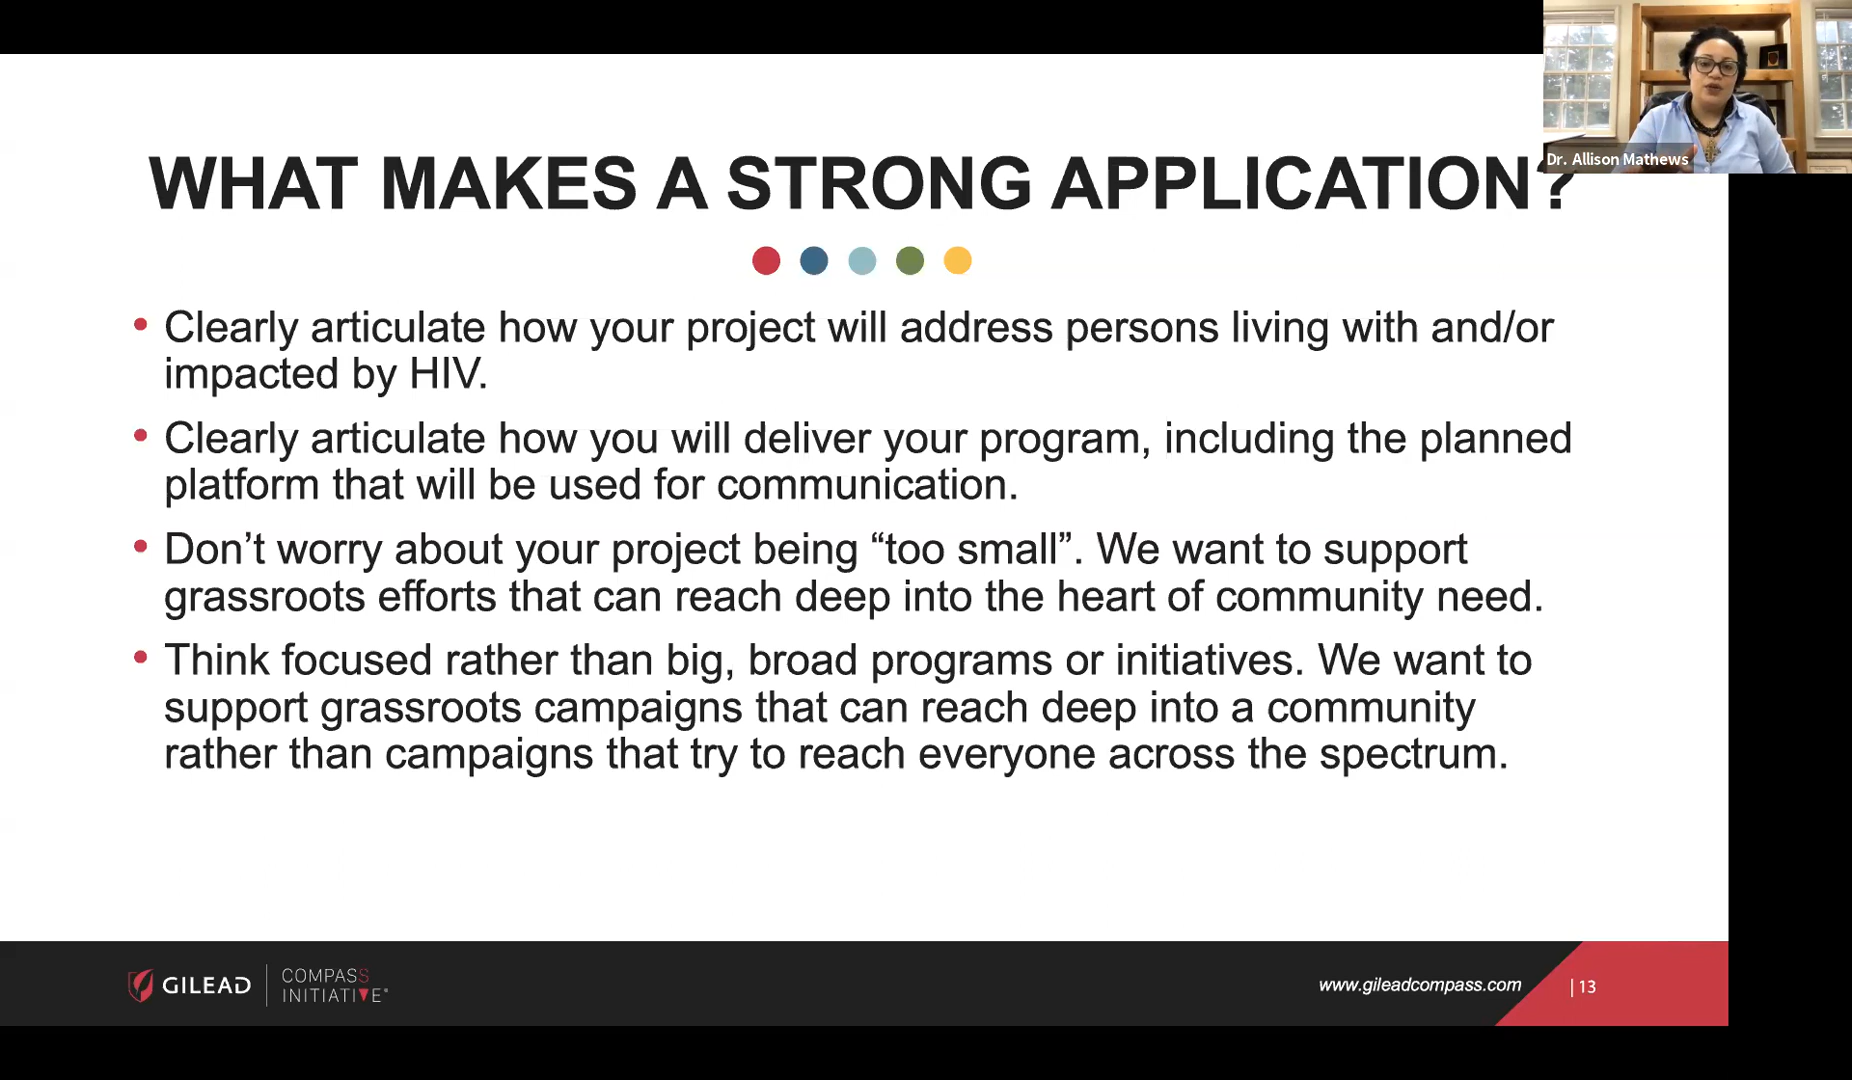 Dr. Allison Mathews
WHAT MAKES A STRONG APPLICATION?
• Clearly articulate how your project will address persons living with and/or
impacted by HIV.
• Clearly articulate how you will deliver your program, including the planned
platform that will be used for communication.
• Don’t worry about your project being “too small”. We want to support
grassroots efforts that can reach deep into the heart of community need.
• Think focused rather than big, broad programs or initiatives. We want to
support grassroots campaigns that can reach deep into a community
rather than campaigns that try to reach everyone across the spectrum.
GILEAD | COMPASS
INITIATIVE®
www.gileadcompass.com | 13